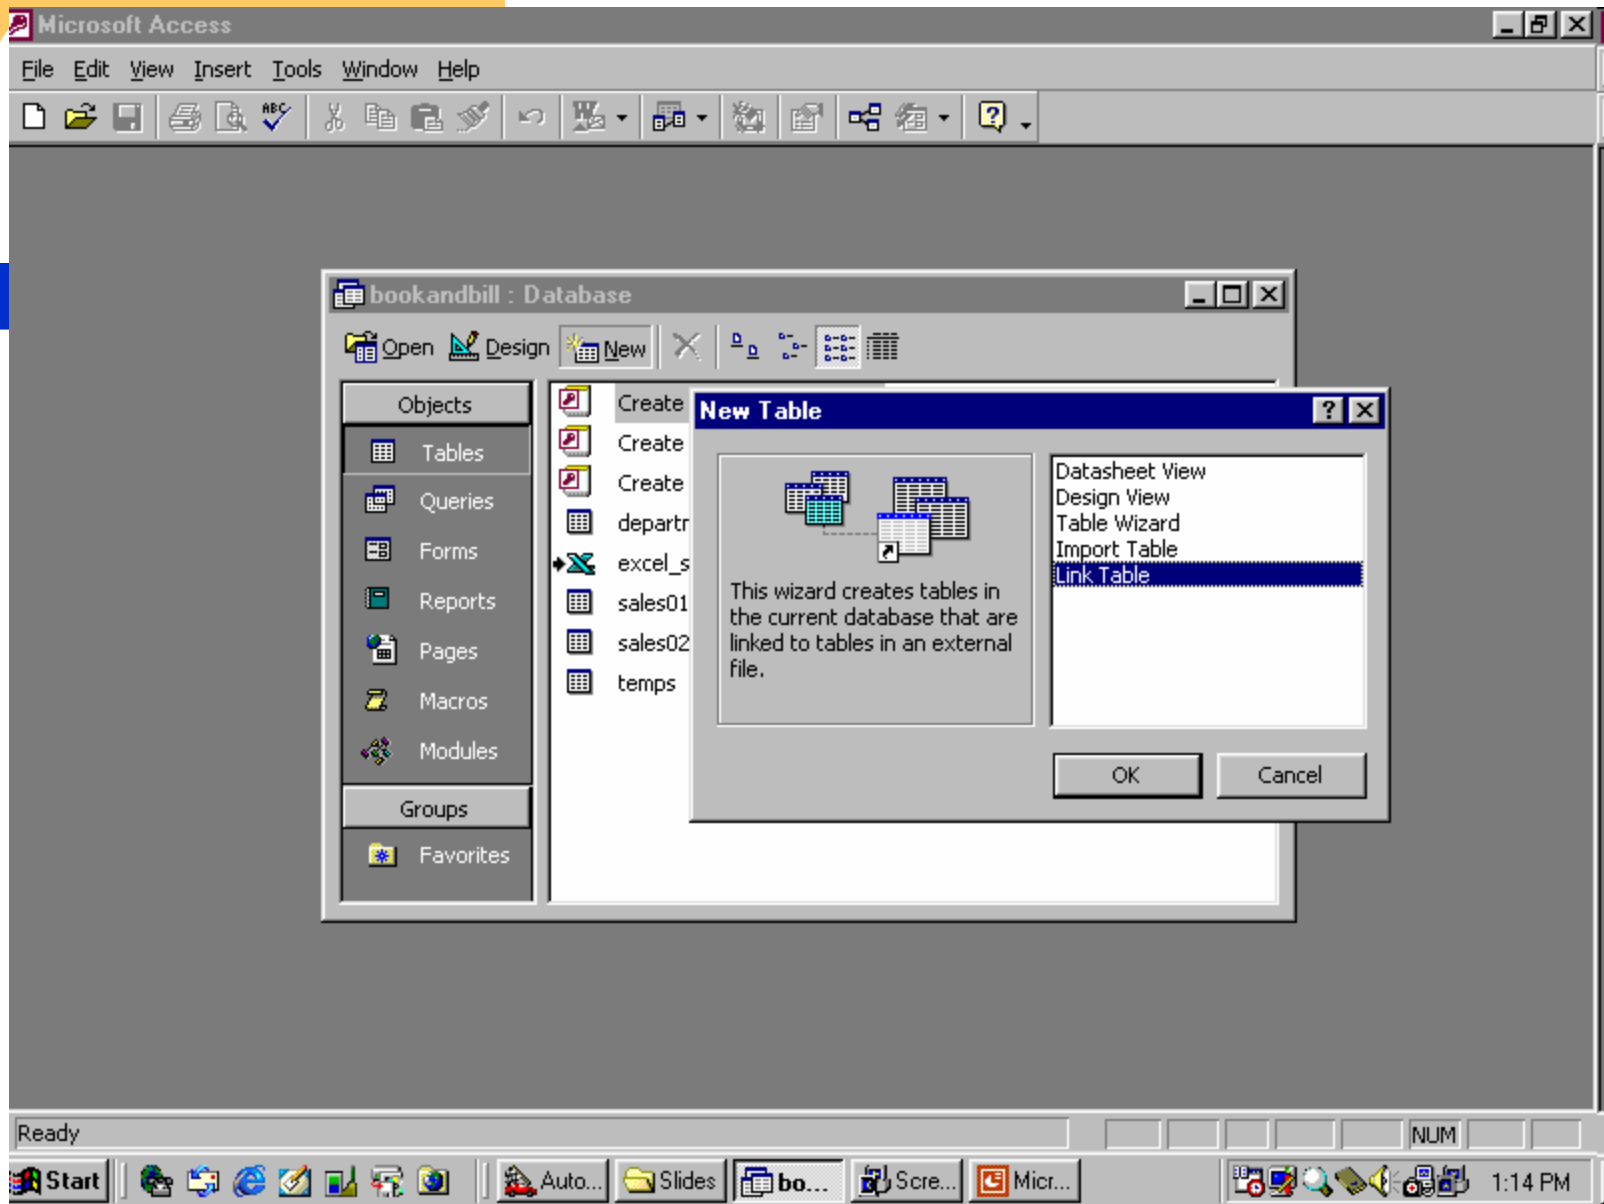 Microsoft Access
File Edit View Insert Tools Window Help
ABC
bookandbill : Database
Open Design New
Objects
Tables
Queries
Forms
Reports
Pages
Macros
Modules
Groups
Favorites
Create
Create
Create
departr
excel_s
sales01
sales02
temps
New Table
This wizard creates tables in
the current database that are
linked to tables in an external
file.
Datasheet View
Design View
Table Wizard
Import Table
Link Table
OK Cancel
Ready
NUM
Start Auto... Slides bo... Scre... Micr... 1:14 PM